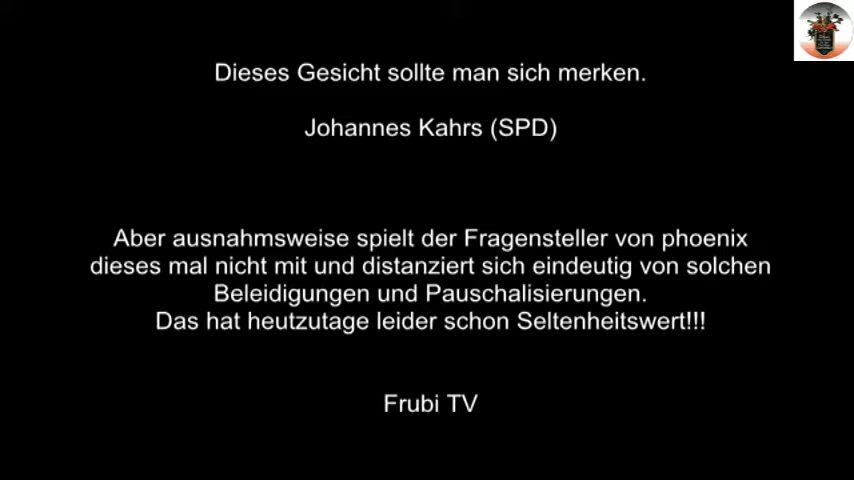 Dieses Gesicht sollte man sich merken.
Johannes Kahrs (SPD)
Aber ausnahmsweise spielt der Fragensteller von phoenix
dieses mal nicht mit und distanziert sich eindeutig von solchen
Beleidigungen und Pauschalisierungen.
Das hat heutzutage leider schon Seltenheitswert!!!
Frubi TV